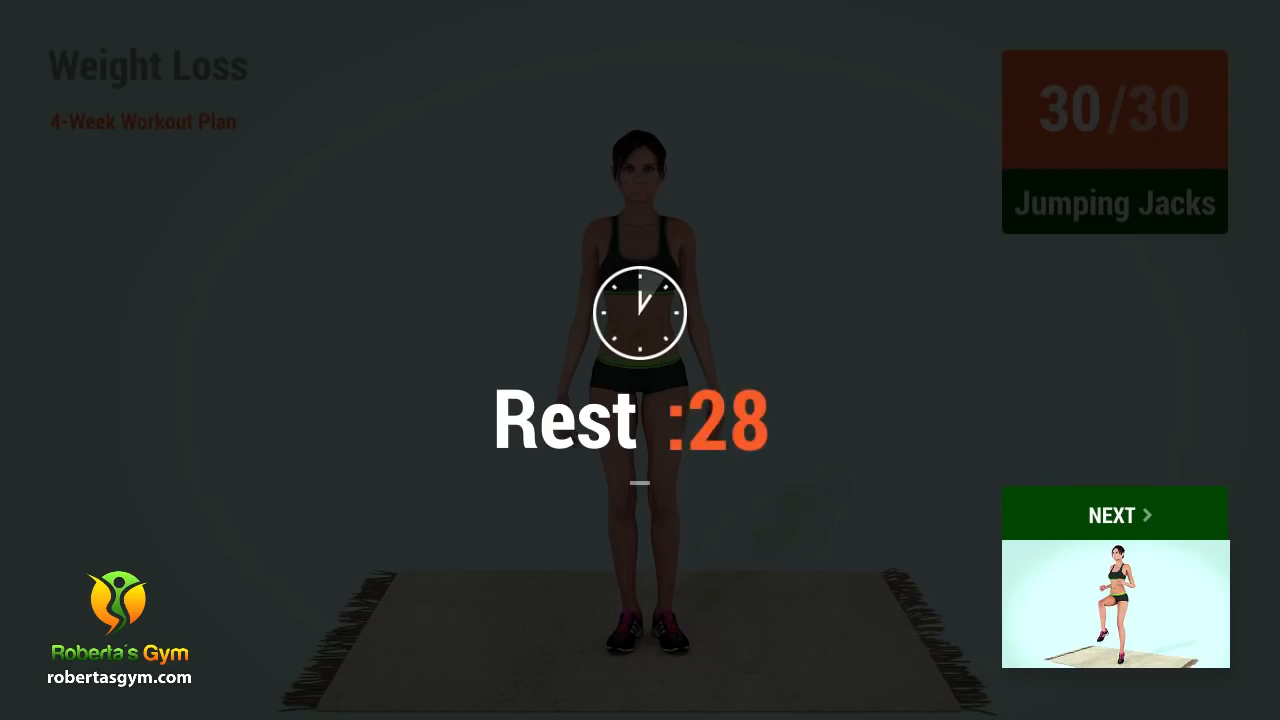 Weight Loss
4-Week Workout Plan
30/30
Jumping Jacks
Rest :28
NEXT >
Roberta's Gym
robertasgym.com